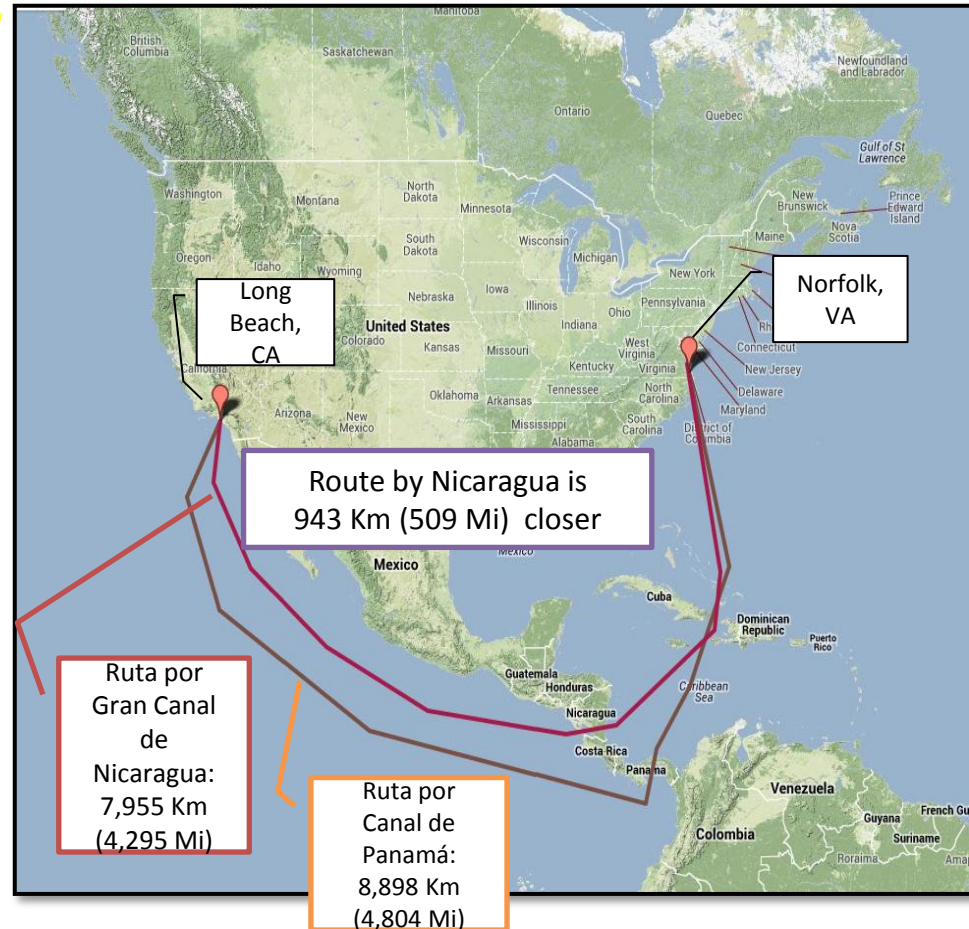 Manitoba
British
Columbia
Saskatchewan
Newfoundland
and Labrador
Ontario
Quebec
Gulf of St
Lawrence
Washington
Montana
North
Dakota
Minnesota
New
Brunswick
Prince
Edward
Island
Nova
Scotia
Maine
Oregon
Idaho
Wyoming
South
Dakota
Wisconsin
Michigan
New York
Long
Beach,
CA
Norfolk,
VA
Nebraska
Iowa
Illinois
Indiana
Ohio
Pennsylvania
Rh
Connecticut
New Jersey
Delaware
Maryland
District of
Columbia
United States
Colorado
Kansas
Missouri
West
Virginia
Kentucky
Virginia
California
Arizona
New
Mexico
Oklahoma
Arkansas
Tennessee
North
Carolina
Mississippi
Alabama
South
Carolina
Route by Nicaragua is
943 Km (509 Mi) closer
Mexico
Mexico
Cuba
Dominican
Republic
Puerto
Rico
Guatemala
Honduras
Nicaragua
Caribbean
Sea
Costa Rica
Panama
Venezuela
Guyana
French Gu
Suriname
Colombia
Roraima
Amap
Ruta por
Gran Canal
de
Nicaragua:
7,955 Km
(4,295 Mi)
Ruta por
Canal de
Panamá:
8,898 Km
(4,804 Mi)